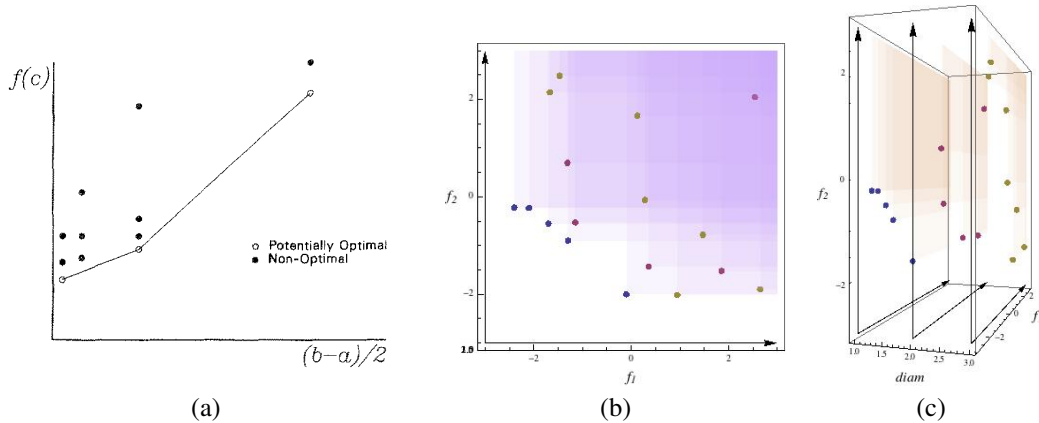 f(c)
○ Potentially Optimal
● Non-Optimal
(b−a)/2
(a)
2
f₂ 0
−2
−2 0 2
f₁
(b)
2
f₂ 0
−2
1.0 1.5 2.0 2.5 3.0
diam
−2 0 2
f
(c)